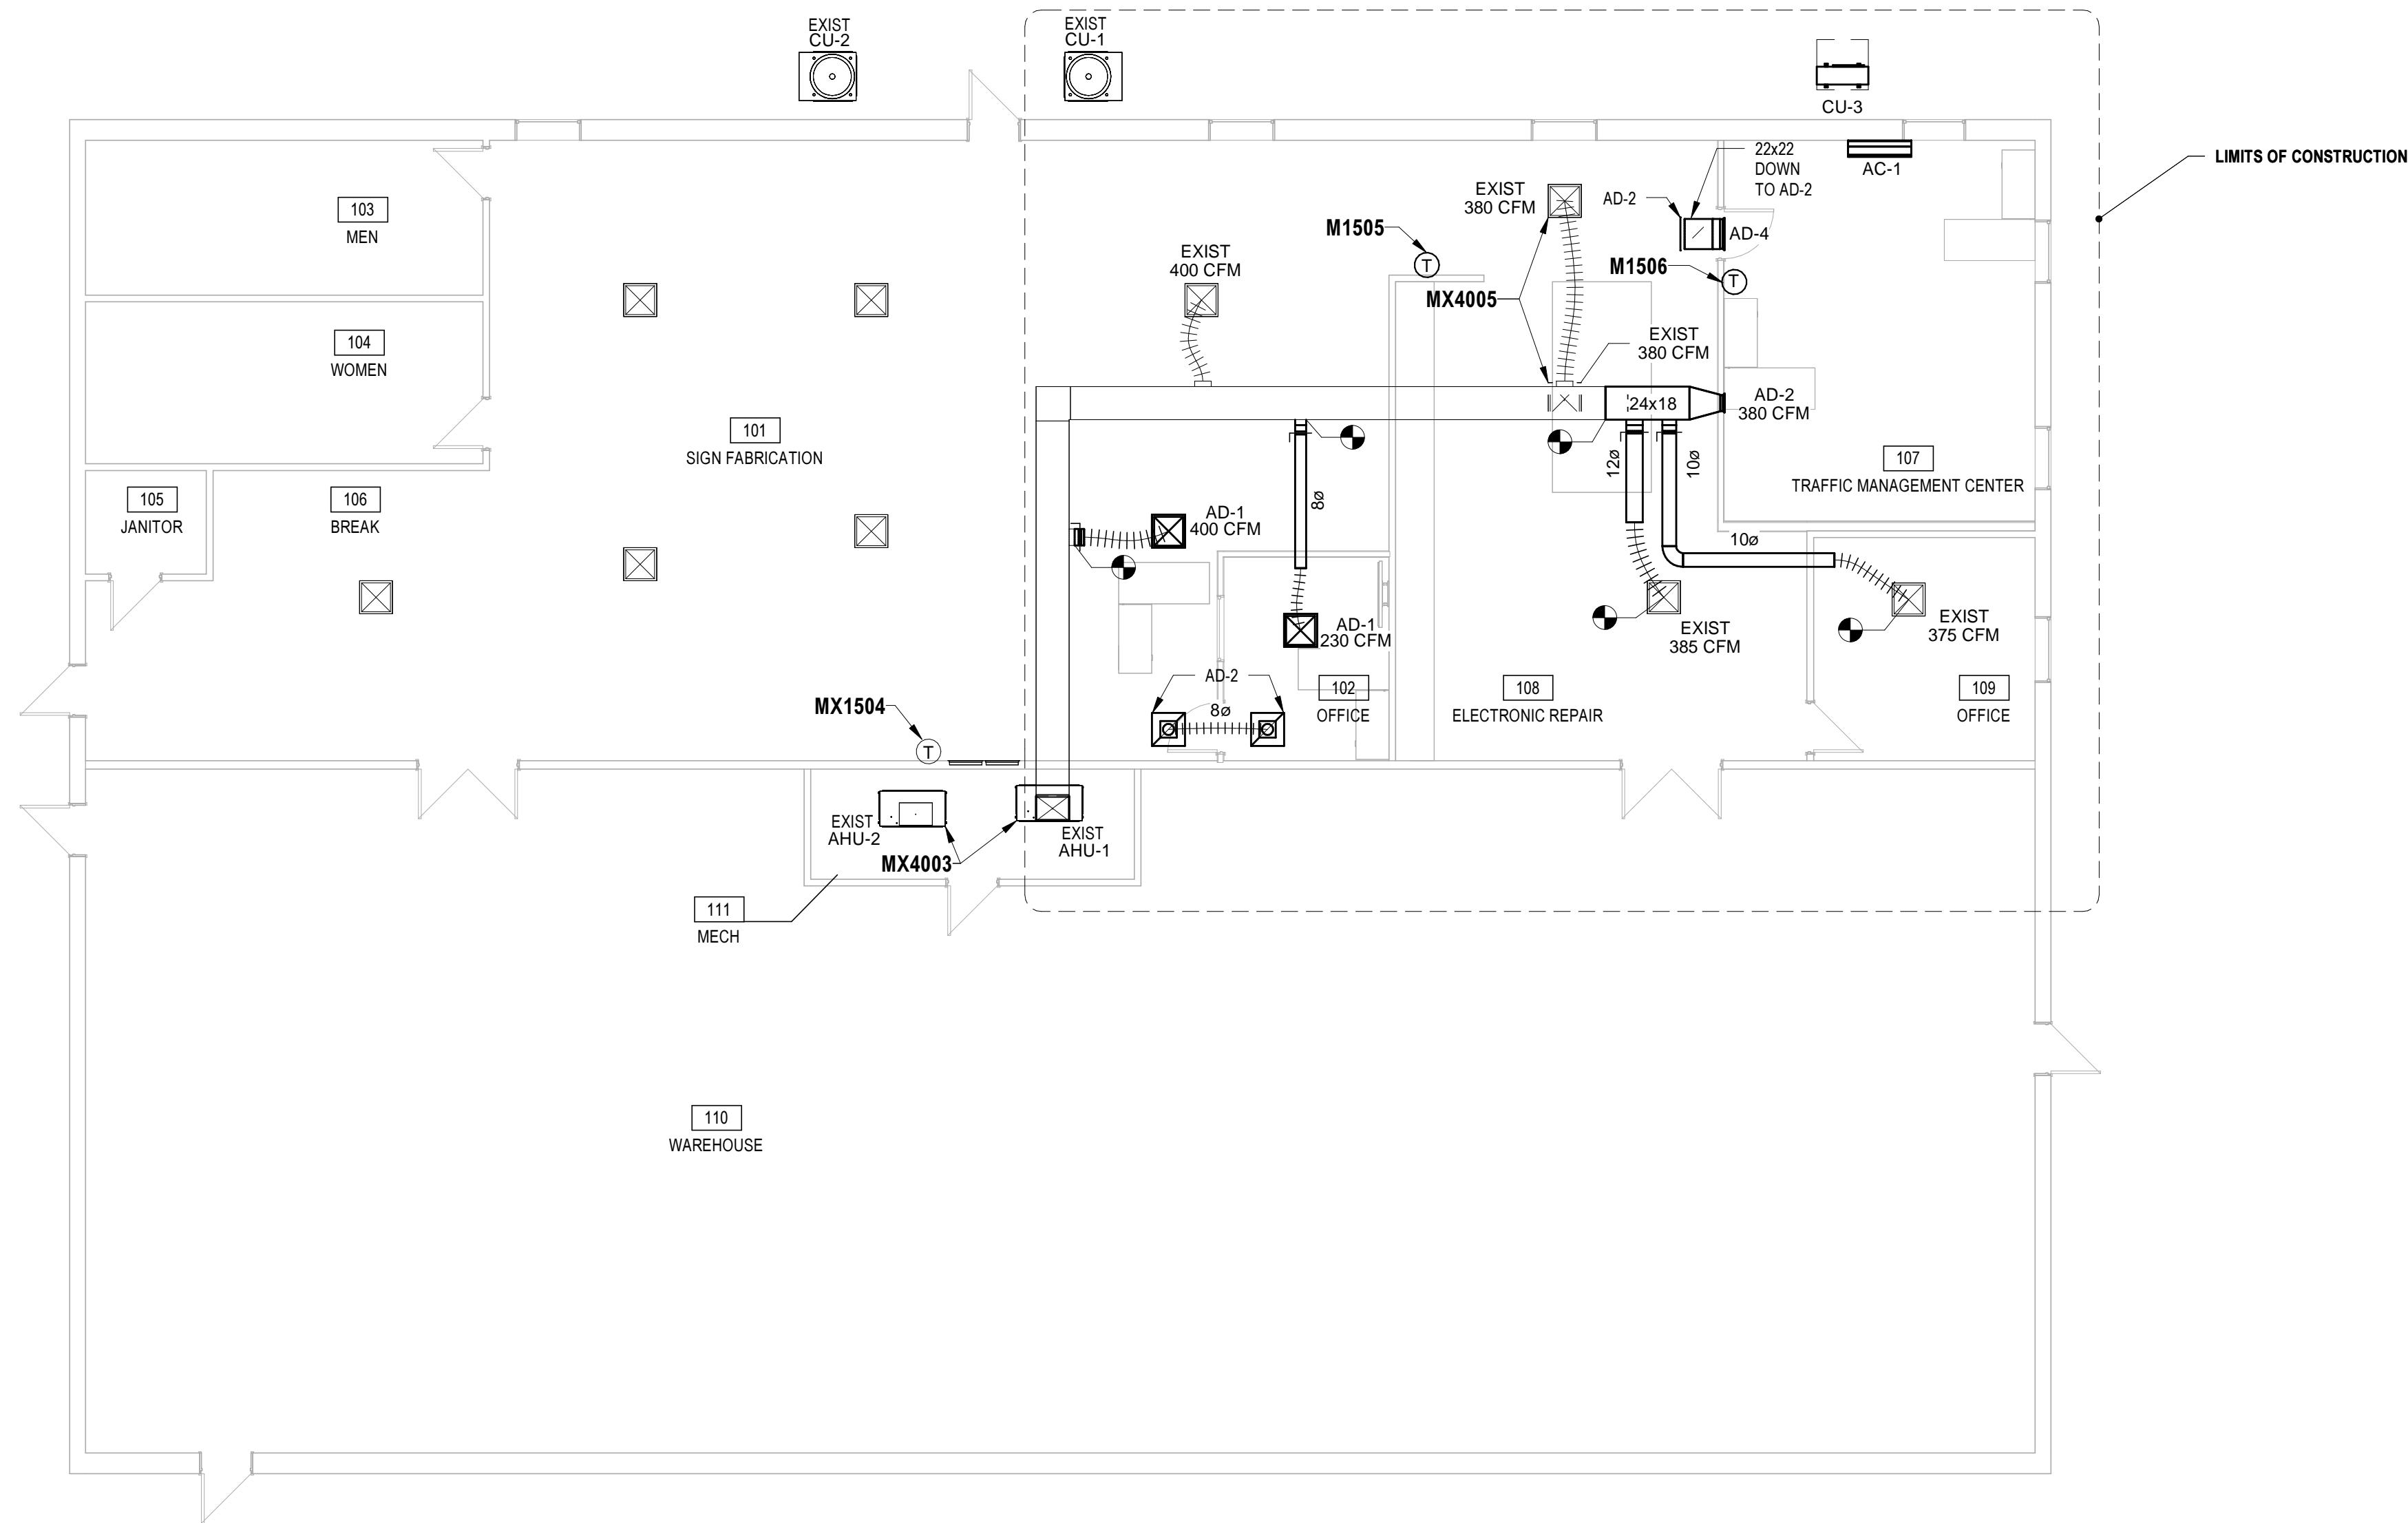 EXIST
CU-2
EXIST
CU-1
CU-3
LIMITS OF CONSTRUCTION
22x22
DOWN
TO AD-2
AC-1
AD-2
AD-4
EXIST
380 CFM
103
MEN
M1505
EXIST
400 CFM
M1506
T
T
MX4005
104
WOMEN
EXIST
380 CFM
24x18
AD-2
380 CFM
101
SIGN FABRICATION
12ø
10ø
107
TRAFFIC MANAGEMENT CENTER
105
JANITOR
106
BREAK
8ø
AD-1
400 CFM
10ø
AD-1
230 CFM
EXIST
385 CFM
EXIST
375 CFM
AD-2
8ø
102
OFFICE
108
ELECTRONIC REPAIR
109
OFFICE
MX1504
T
EXIST
AHU-2
EXIST
AHU-1
MX4003
111
MECH
110
WAREHOUSE